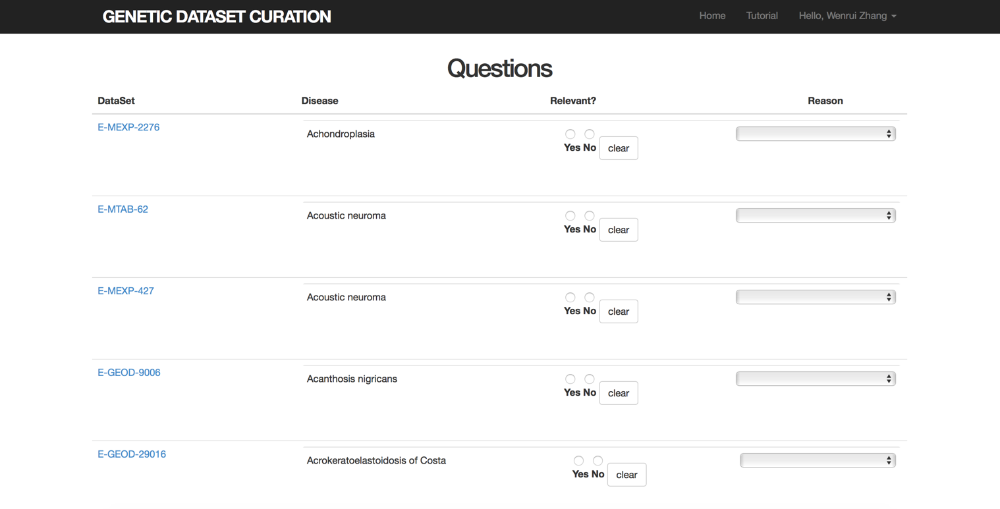 GENETIC DATASET CURATION Home Tutorial Hello, Wenrui Zhang
Questions
DataSet Disease Relevant? Reason
E-MEXP-2276 Achondroplasia
Yes No clear
E-MTAB-62 Acoustic neuroma
Yes No clear
E-MEXP-427 Acoustic neuroma
Yes No clear
E-GEOD-9006 Acanthosis nigricans
Yes No clear
E-GEOD-29016 Acrokeratoelastoidosis of Costa
Yes No clear